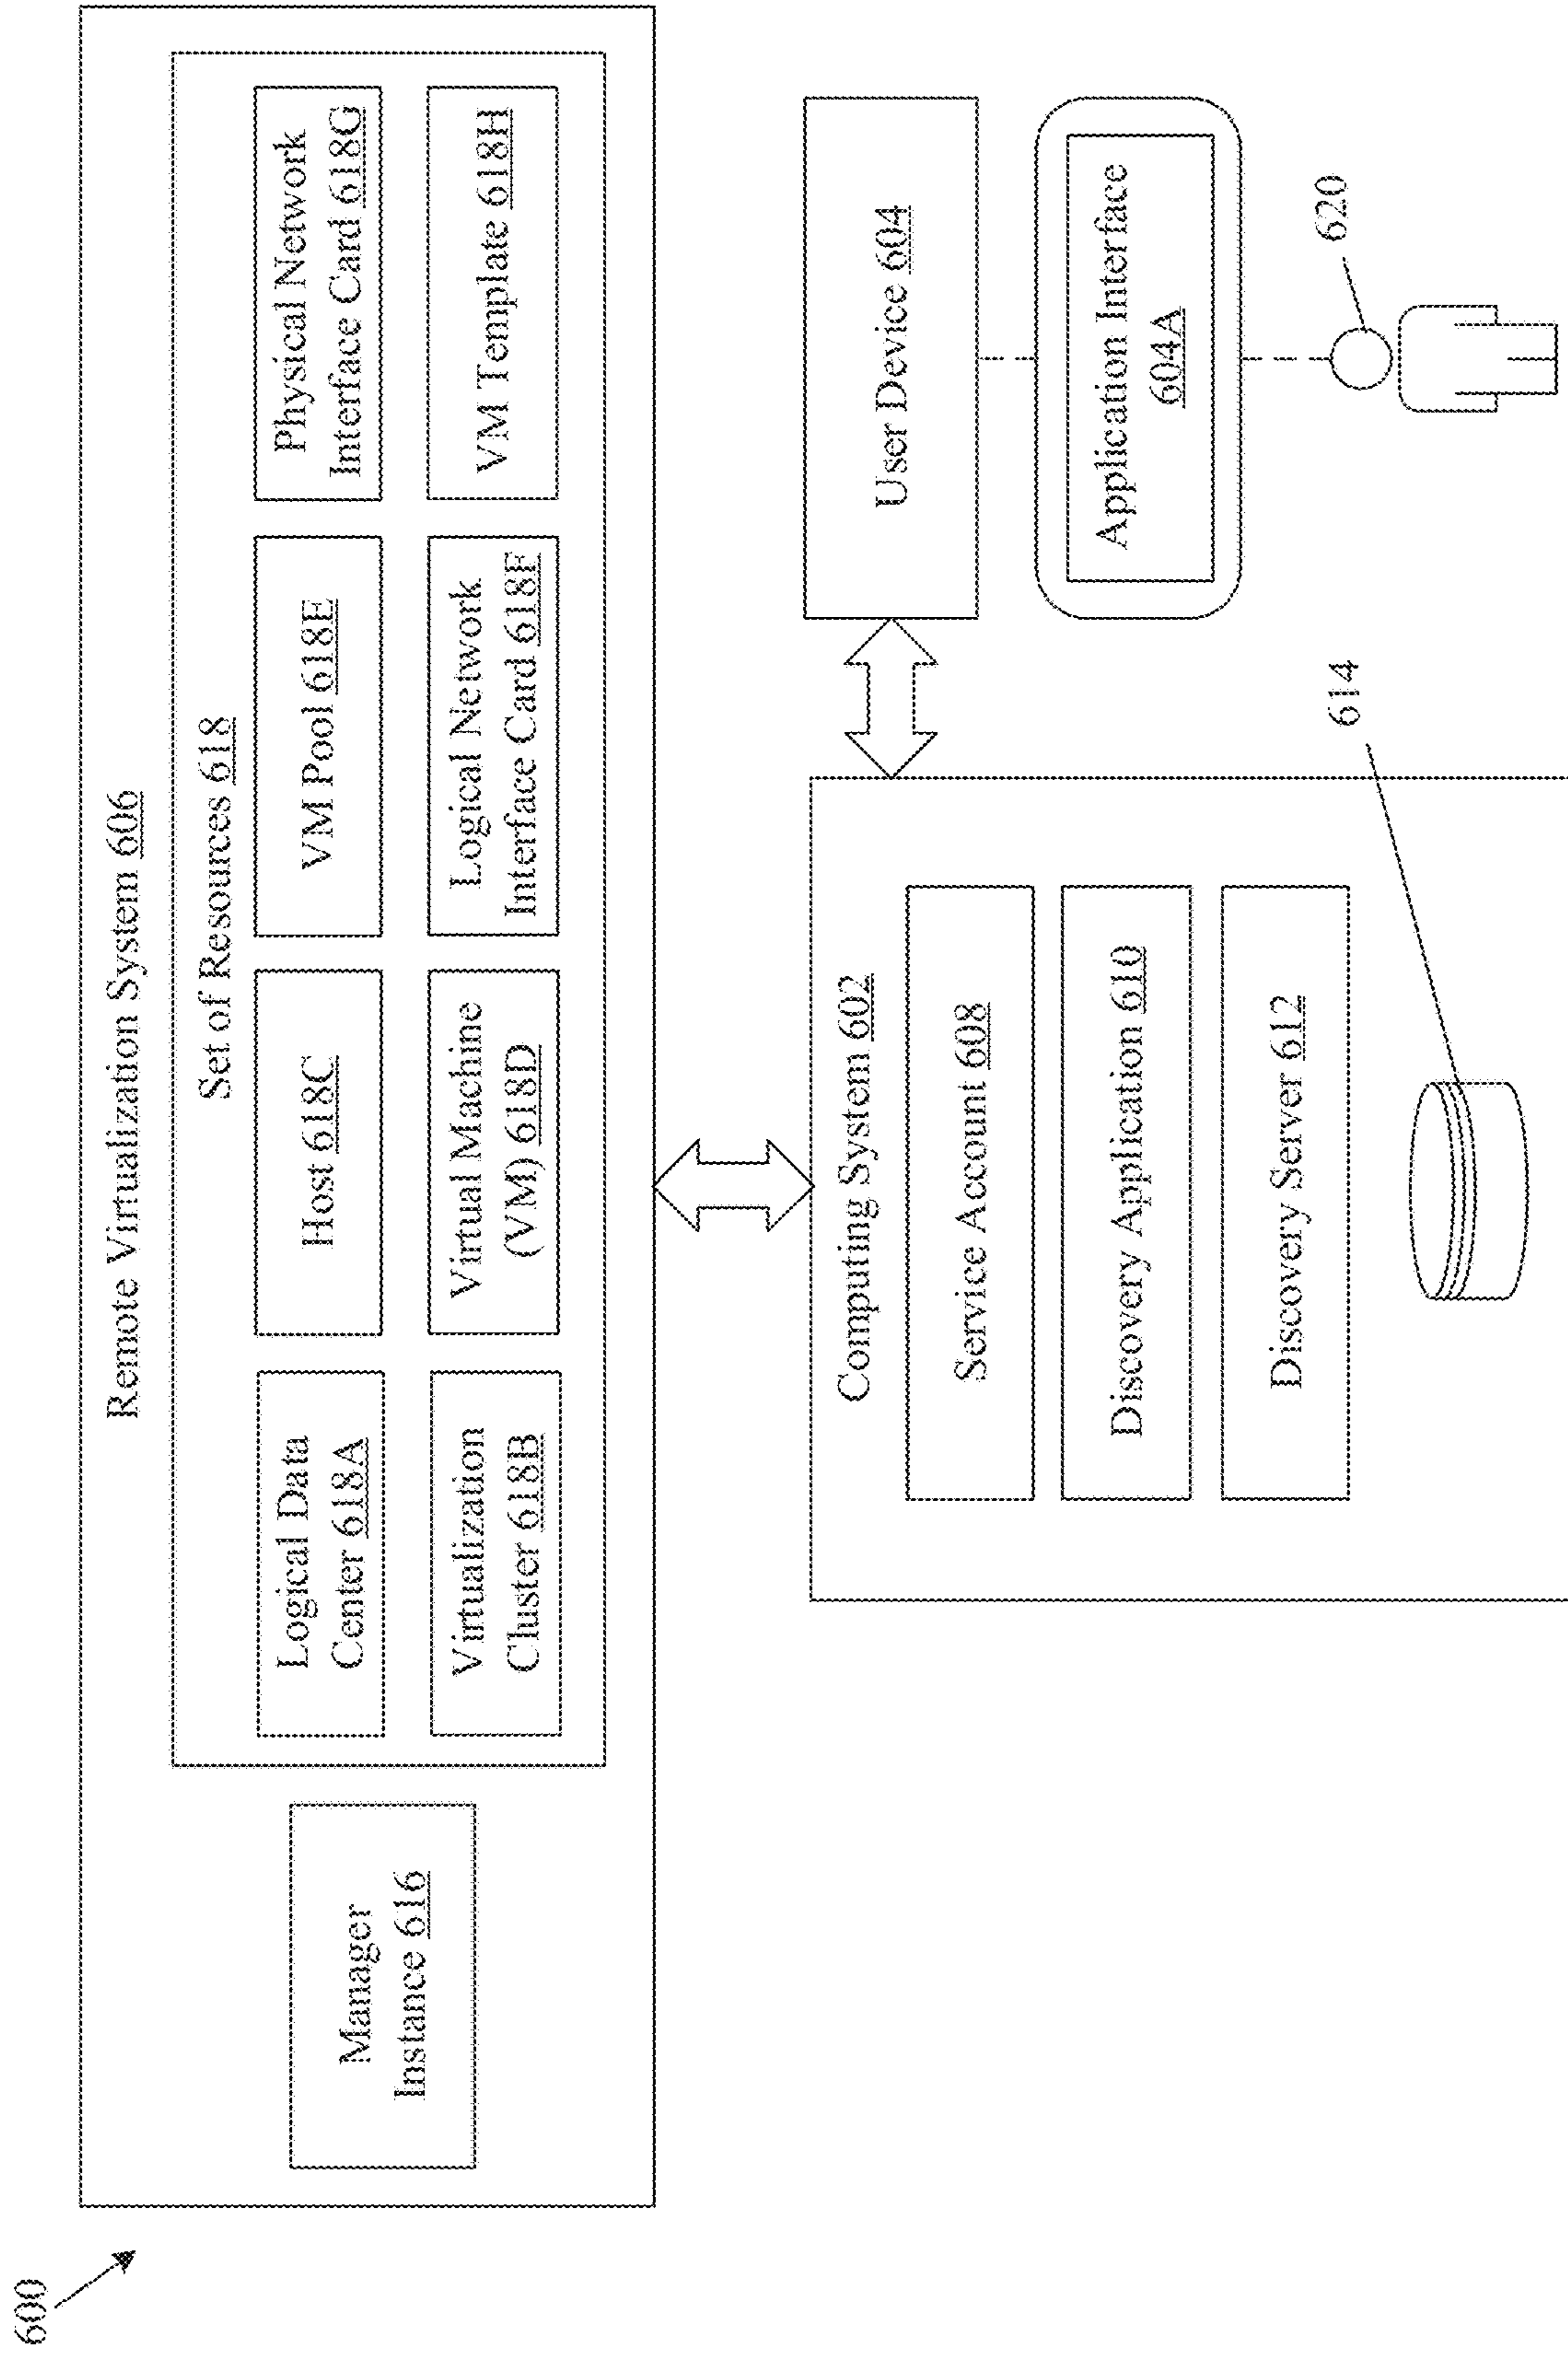 600
Remote Virtualization System 606
Manager
Instance 616
Set of Resources 618
Logical Data
Center 618A
Host 618C
VM Pool 618E
Physical Network
Interface Card 618G
Virtualization
Cluster 618B
Virtual Machine
(VM) 618D
Logical Network
Interface Card 618F
VM Template 618H
Computing System 602
Service Account 608
Discovery Application 610
Discovery Server 612
614
User Device 604
Application Interface
604A
620